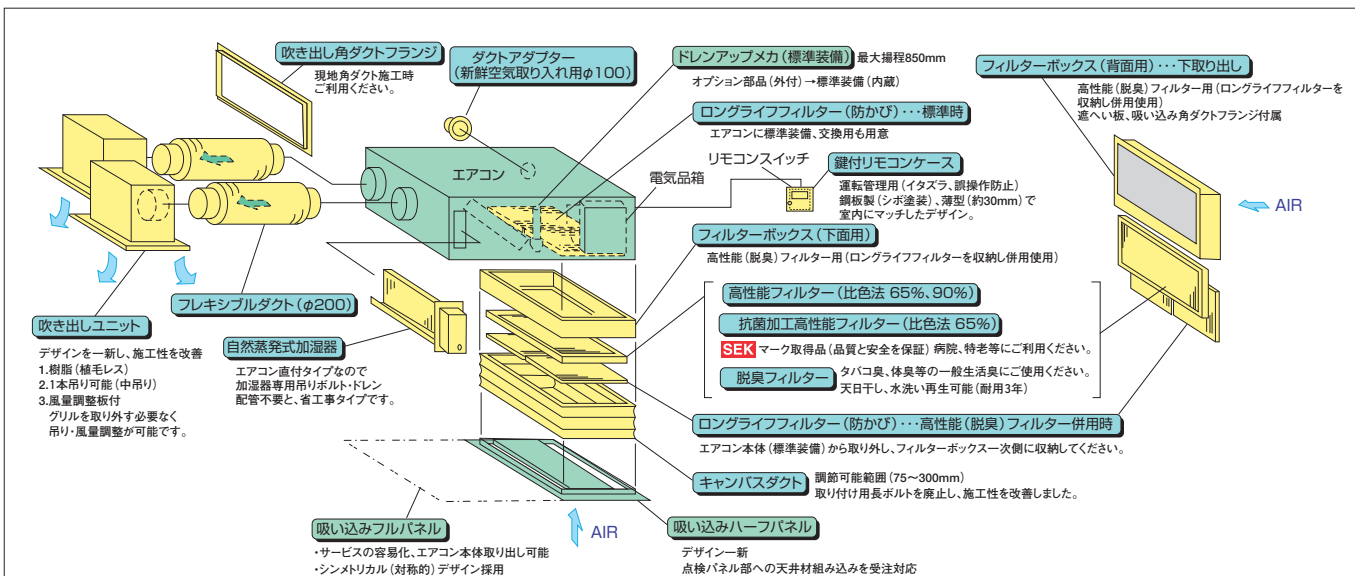 吹き出し角ダクトフランジ
現地角ダクト施工時
ご利用ください。
ダクトアダプター
(新鮮空気取り入れ用φ100)
ドレンアップメカ(標準装備) 最大揚程850mm
オプション部品(外付)→標準装備(内蔵)
ロングライフフィルター(防かび)･･･標準時
エアコンに標準装備、交換用も用意
フィルターボックス(背面用)･･･下取り出し
高性能(脱臭)フィルター用(ロングライフフィルターを
収納し併用使用)
遮へい板、吸い込み角ダクトフランジ付属
エアコン
電気品箱
リモコンスイッチ
鍵付リモコンケース
運転管理用(イタズラ、誤操作防止)
鋼板製(シボ塗装)、薄型(約30mm)で
室内にマッチしたデザイン。
AIR
フィルターボックス(下面用)
高性能(脱臭)フィルター用(ロングライフフィルターを収納し併用使用)
フレキシブルダクト(φ200)
吹き出しユニット
デザインを一新し、施工性を改善
1.樹脂(植毛レス)
2.1本吊り可能(中吊り)
3.風量調整板付
グリルを取り外す必要なく
吊り・風量調整が可能です。
自然蒸発式加湿器
エアコン直付タイプなので
加湿器専用吊りボルト・ドレン
配管不要と、省工事タイプです。
高性能フィルター(比色法 65%、90%)
抗菌加工高性能フィルター(比色法 65%)
SEK マーク取得品(品質と安全を保証) 病院、特老等にご利用ください。
脱臭フィルター
タバコ臭、体臭等の一般生活臭にご使用ください。
天日干し、水洗い再生可能(耐用3年)
ロングライフフィルター(防かび)･･･高性能(脱臭)フィルター併用時
エアコン本体(標準装備)から取り外し、フィルターボックス一次側に収納してください。
キャンバスダクト
調節可能範囲(75〜300mm)
取り付け用長ボルトを廃止し、施工性を改善しました。
吸い込みフルパネル
・サービスの容易化、エアコン本体取り出し可能
・シンメトリカル(対称的)デザイン採用
AIR
吸い込みハーフパネル
デザイン一新
点検パネル部への天井材組み込みを受注対応